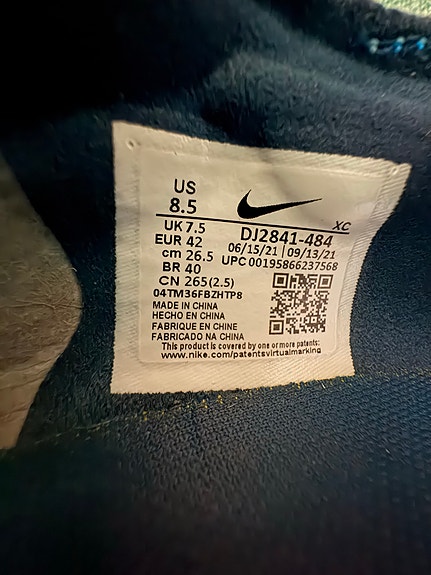 US
8.5
XC
UK 7.5
DJ2841-484
EUR 42
06/15/21 | 09/13/21
cm 26.5
UPC 00195866237568
BR 40
CN 265(2.5)
04TM36FBZHTP8
MADE IN CHINA
HECHO EN CHINA
FABRIQUE EN CHINE
FABRICADO NA CHINA
This product is covered by one or more patents:
www.nike.com/patentsvirtualmarking